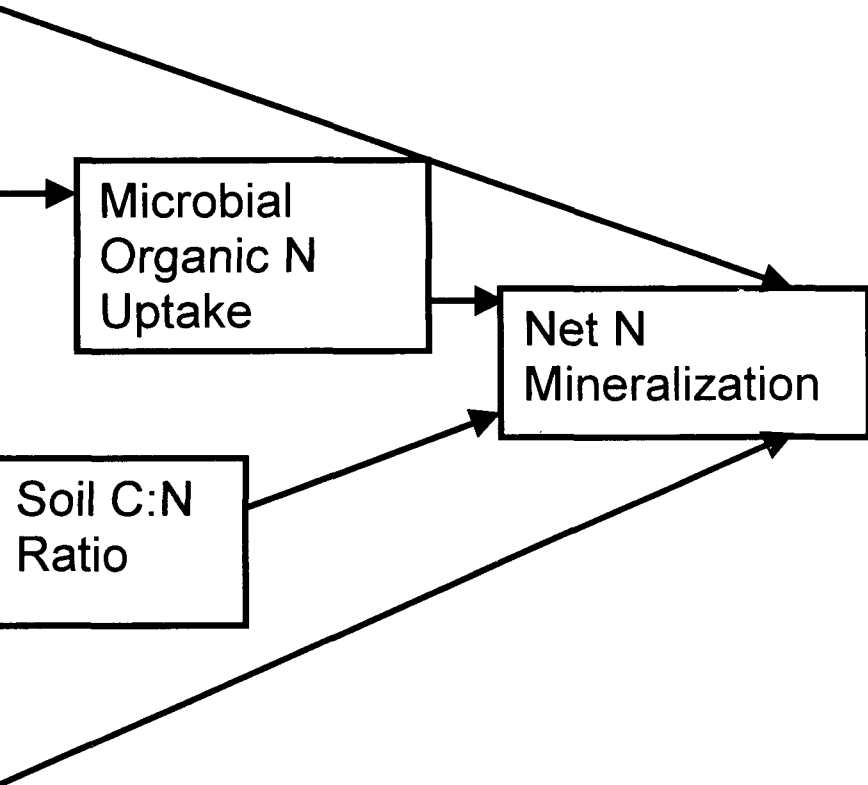 Microbial
Organic N
Uptake
Net N
Mineralization
Soil C:N
Ratio